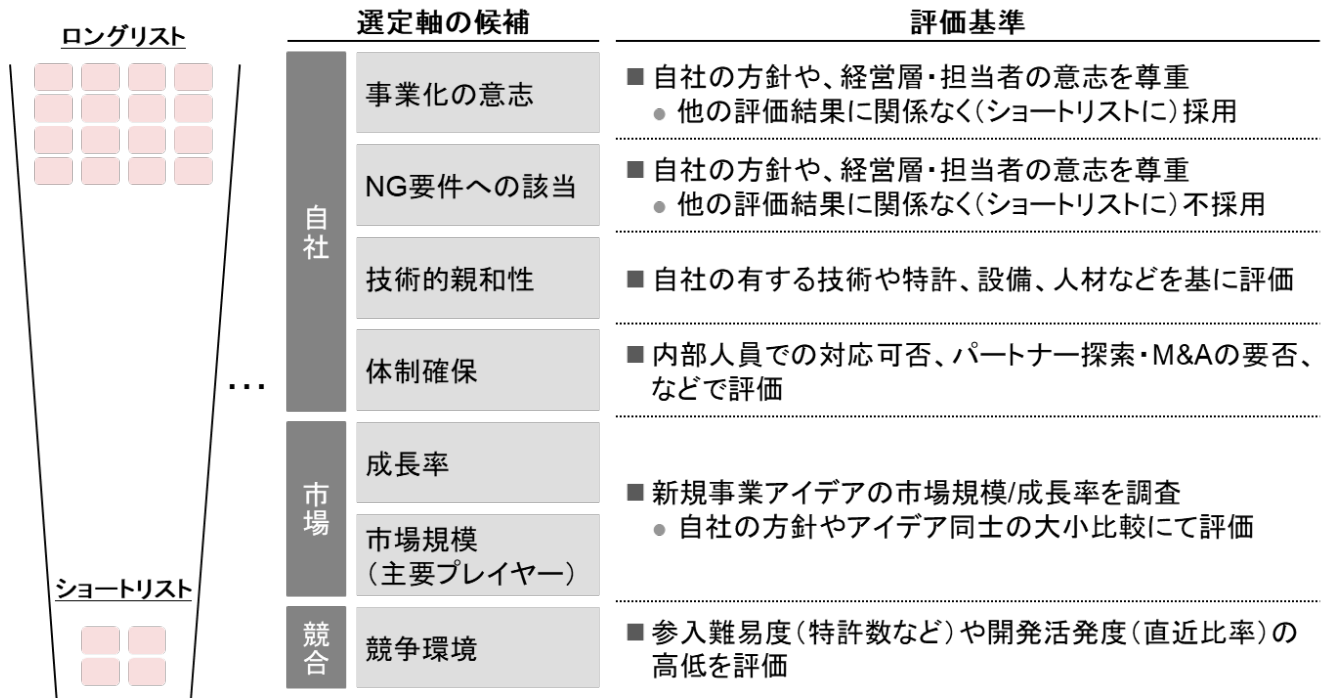 ロングリスト
選定軸の候補
評価基準
自社
事業化の意志
■ 自社の方針や、経営層・担当者の意志を尊重
● 他の評価結果に関係なく(ショートリストに)採用
NG要件への該当
■ 自社の方針や、経営層・担当者の意志を尊重
● 他の評価結果に関係なく(ショートリストに)不採用
技術的親和性
■ 自社の有する技術や特許、設備、人材などを基に評価
…
体制確保
■ 内部人員での対応可否、パートナー探索・M&Aの要否、
などで評価
市場
成長率
市場規模
(主要プレイヤー)
■ 新規事業アイデアの市場規模/成長率を調査
● 自社の方針やアイデア同士の大小比較にて評価
ショートリスト
競合
競争環境
■ 参入難易度(特許数など)や開発活発度(直近比率)の
高低を評価